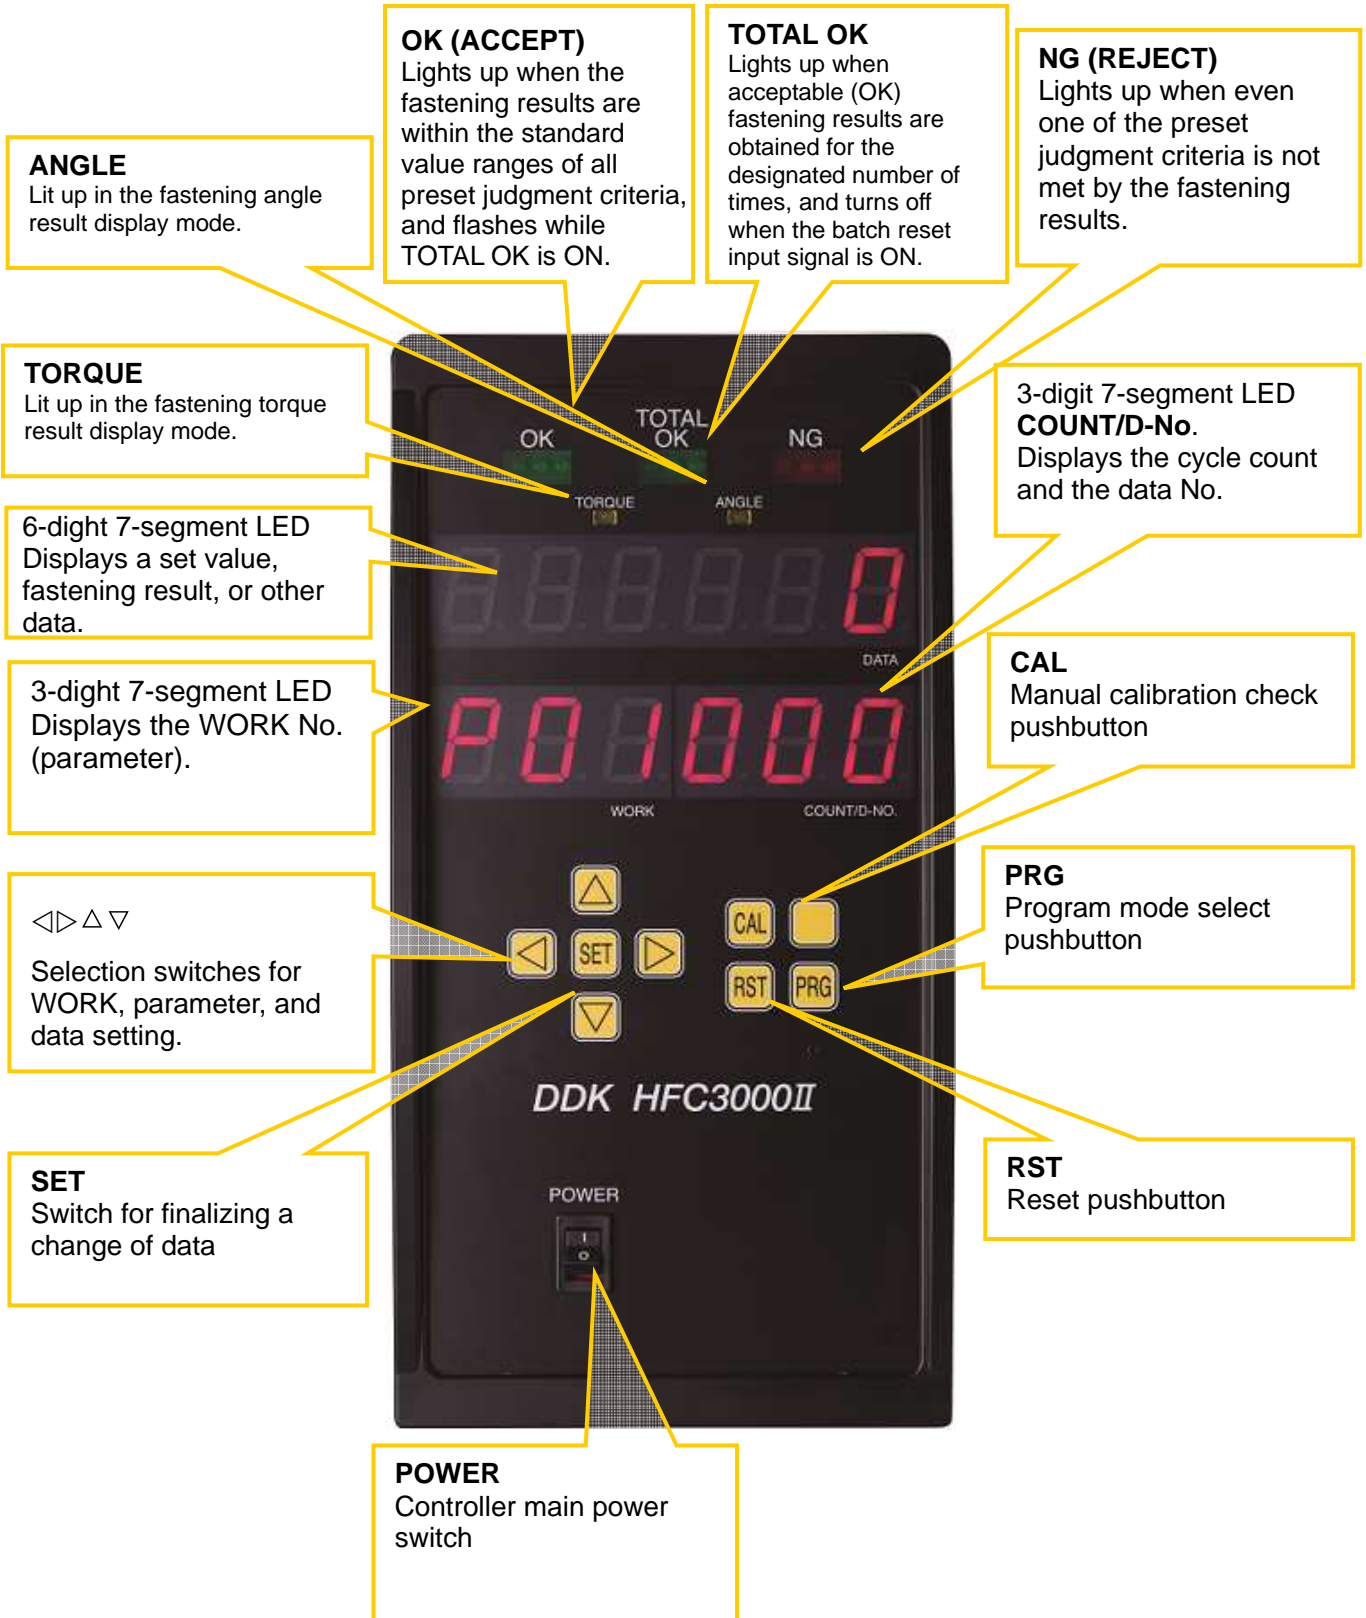 OK (ACCEPT)
Lights up when the
fastening results are
within the standard
value ranges of all
preset judgment criteria,
and flashes while
TOTAL OK is ON.
TOTAL OK
Lights up when
acceptable (OK)
fastening results are
obtained for the
designated number of
times, and turns off
when the batch reset
input signal is ON.
NG (REJECT)
Lights up when even
one of the preset
judgment criteria is not
met by the fastening
results.
ANGLE
Lit up in the fastening angle
result display mode.
TORQUE
Lit up in the fastening torque
result display mode.
6-dight 7-segment LED
Displays a set value,
fastening result, or other
data.
3-dight 7-segment LED
Displays the WORK No.
(parameter).
◁▷△▽
Selection switches for
WORK, parameter, and
data setting.
SET
Switch for finalizing a
change of data
OK
TOTAL
OK
NG
TORQUE
ANGLE
0
DATA
P01000
WORK
COUNT/D-NO.
△
◁ SET ▷
▽
CAL
RST PRG
DDK HFC3000II
POWER
I
O
3-digit 7-segment LED
COUNT/D-No.
Displays the cycle count
and the data No.
CAL
Manual calibration check
pushbutton
PRG
Program mode select
pushbutton
RST
Reset pushbutton
POWER
Controller main power
switch